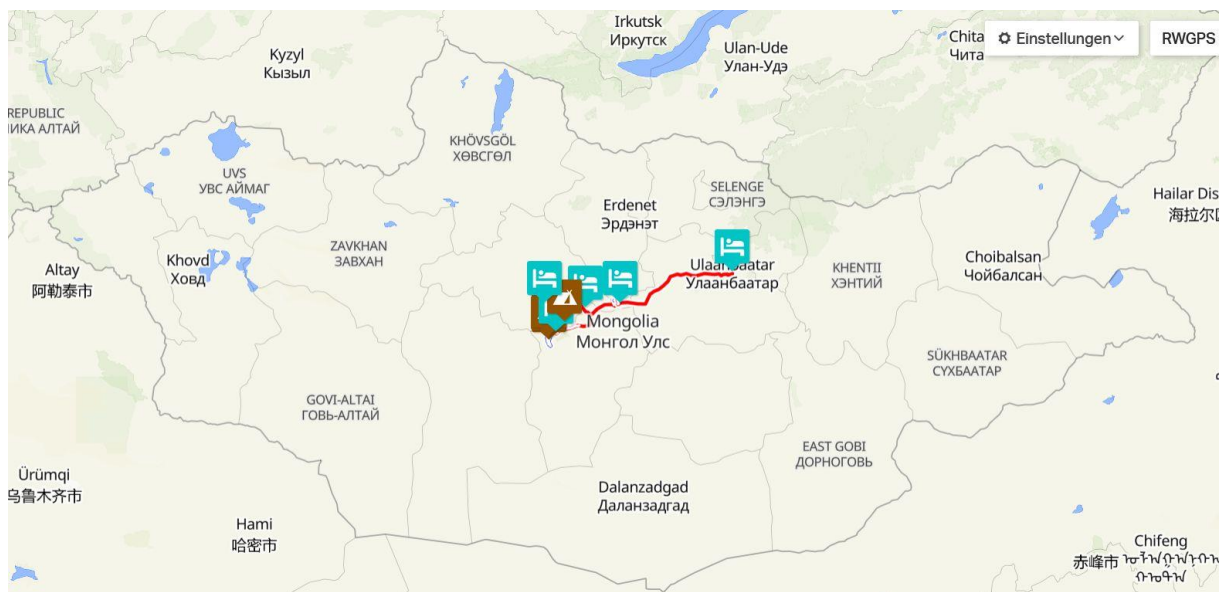 Irkutsk
Иркутск
Ulan-Ude
Улан-Удэ
Chita
Чита
Einstellungen
RWGPS
Kyzyl
Кызыл
REPUBLIC
ИКА АЛТАЙ
KHÖVSGÖL
ХӨВСГӨЛ
UVS
УВС АЙМАГ
SELENGE
СЭЛЭНГЭ
Hailar Dis
海拉尔区
Erdenet
Эрдэнэт
ZAVKHAN
ЗАВХАН
Khovd
Ховд
Altay
阿勒泰市
Ulaanbaatar
Улаанбаатар
KHENTII
ХЭНТИЙ
Choibalsan
Чойбалсан
Mongolia
Монгол Улс
SÜKHBAATAR
СҮХБААТАР
GOVI-ALTAI
ГОВЬ-АЛТАЙ
EAST GOBI
ДОРНОГОВЬ
Ürümqi
乌鲁木齐市
Dalanzadgad
Даланзадгад
Hami
哈密市
Chifeng
赤峰市